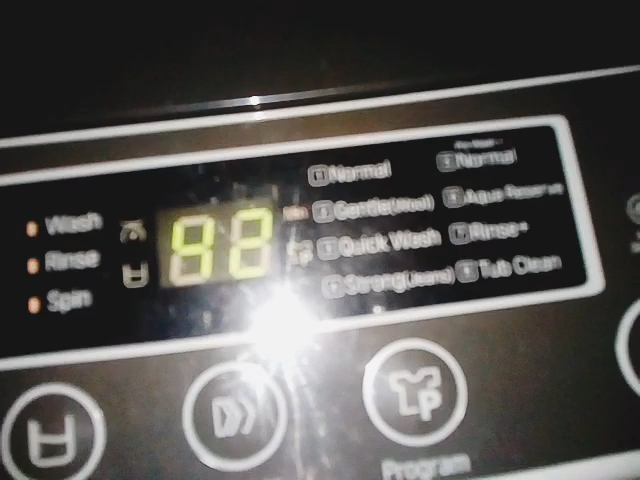 Wash
Rinse
Spin
42
Normal
Gentle(Wool)
Quick Wash
Strong(Jeans)
Normal
Aqua Reserve
Rinse+
Tub Clean
Program